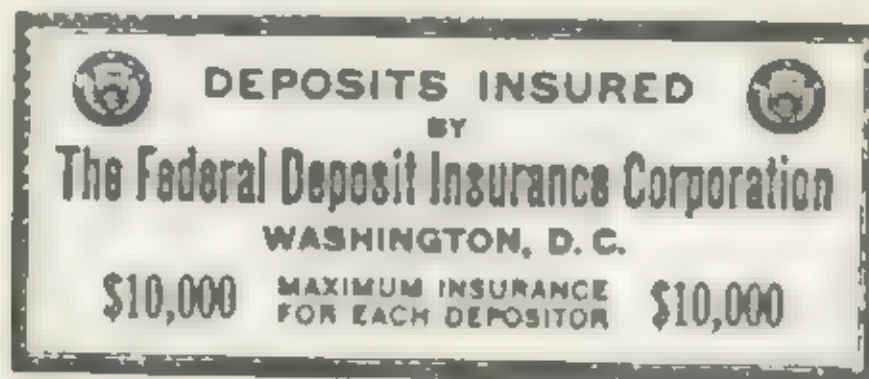 DEPOSITS INSURED
BY
The Federal Deposit Insurance Corporation
WASHINGTON, D. C.
$10,000 MAXIMUM INSURANCE FOR EACH DEPOSITOR $10,000